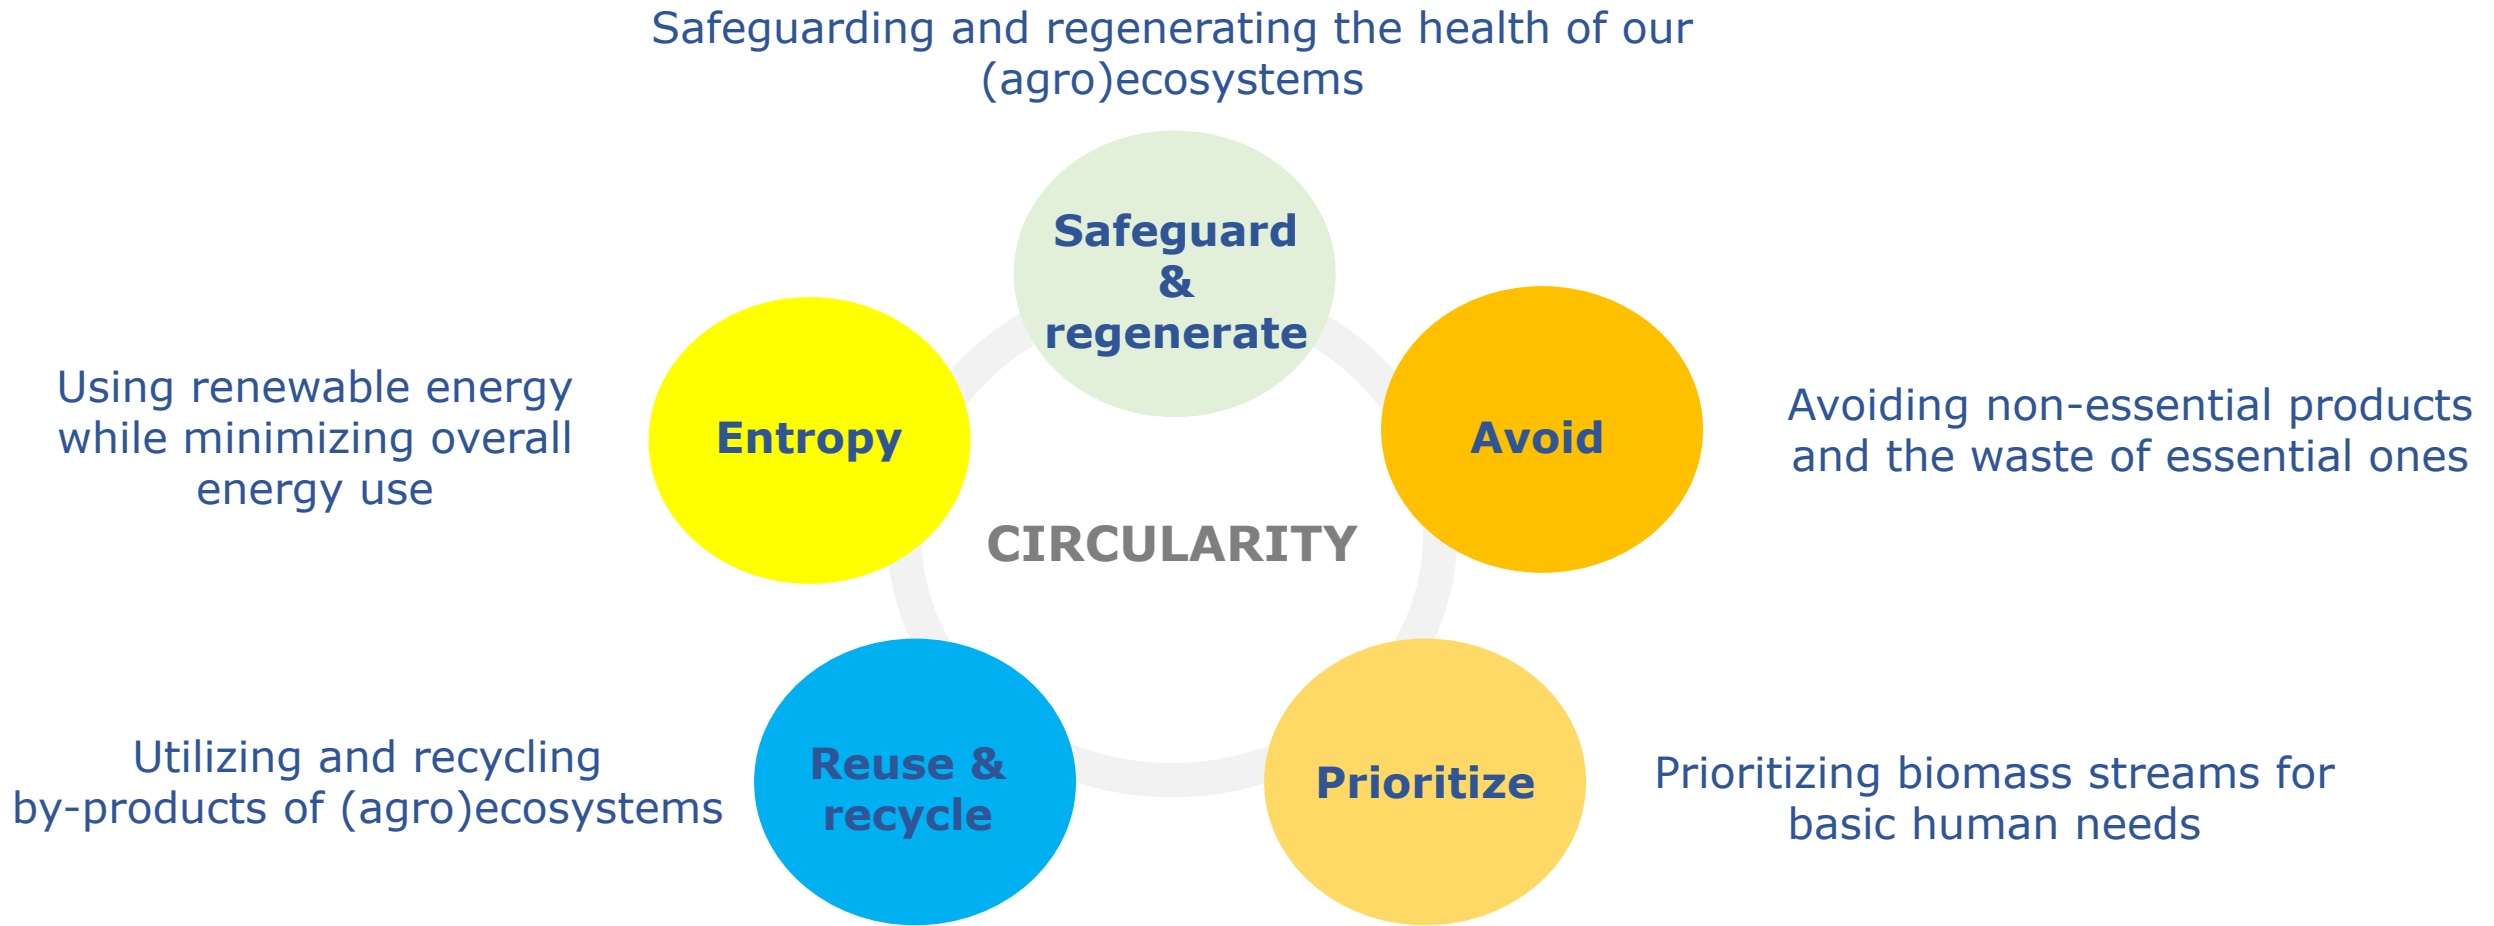 Safeguarding and regenerating the health of our
(agro)ecosystems
Safeguard
&
regenerate
Entropy
Using renewable energy
while minimizing overall
energy use
Avoid
Avoiding non-essential products
and the waste of essential ones
CIRCULARITY
Reuse &
recycle
Utilizing and recycling
by-products of (agro)ecosystems
Prioritize
Prioritizing biomass streams for
basic human needs